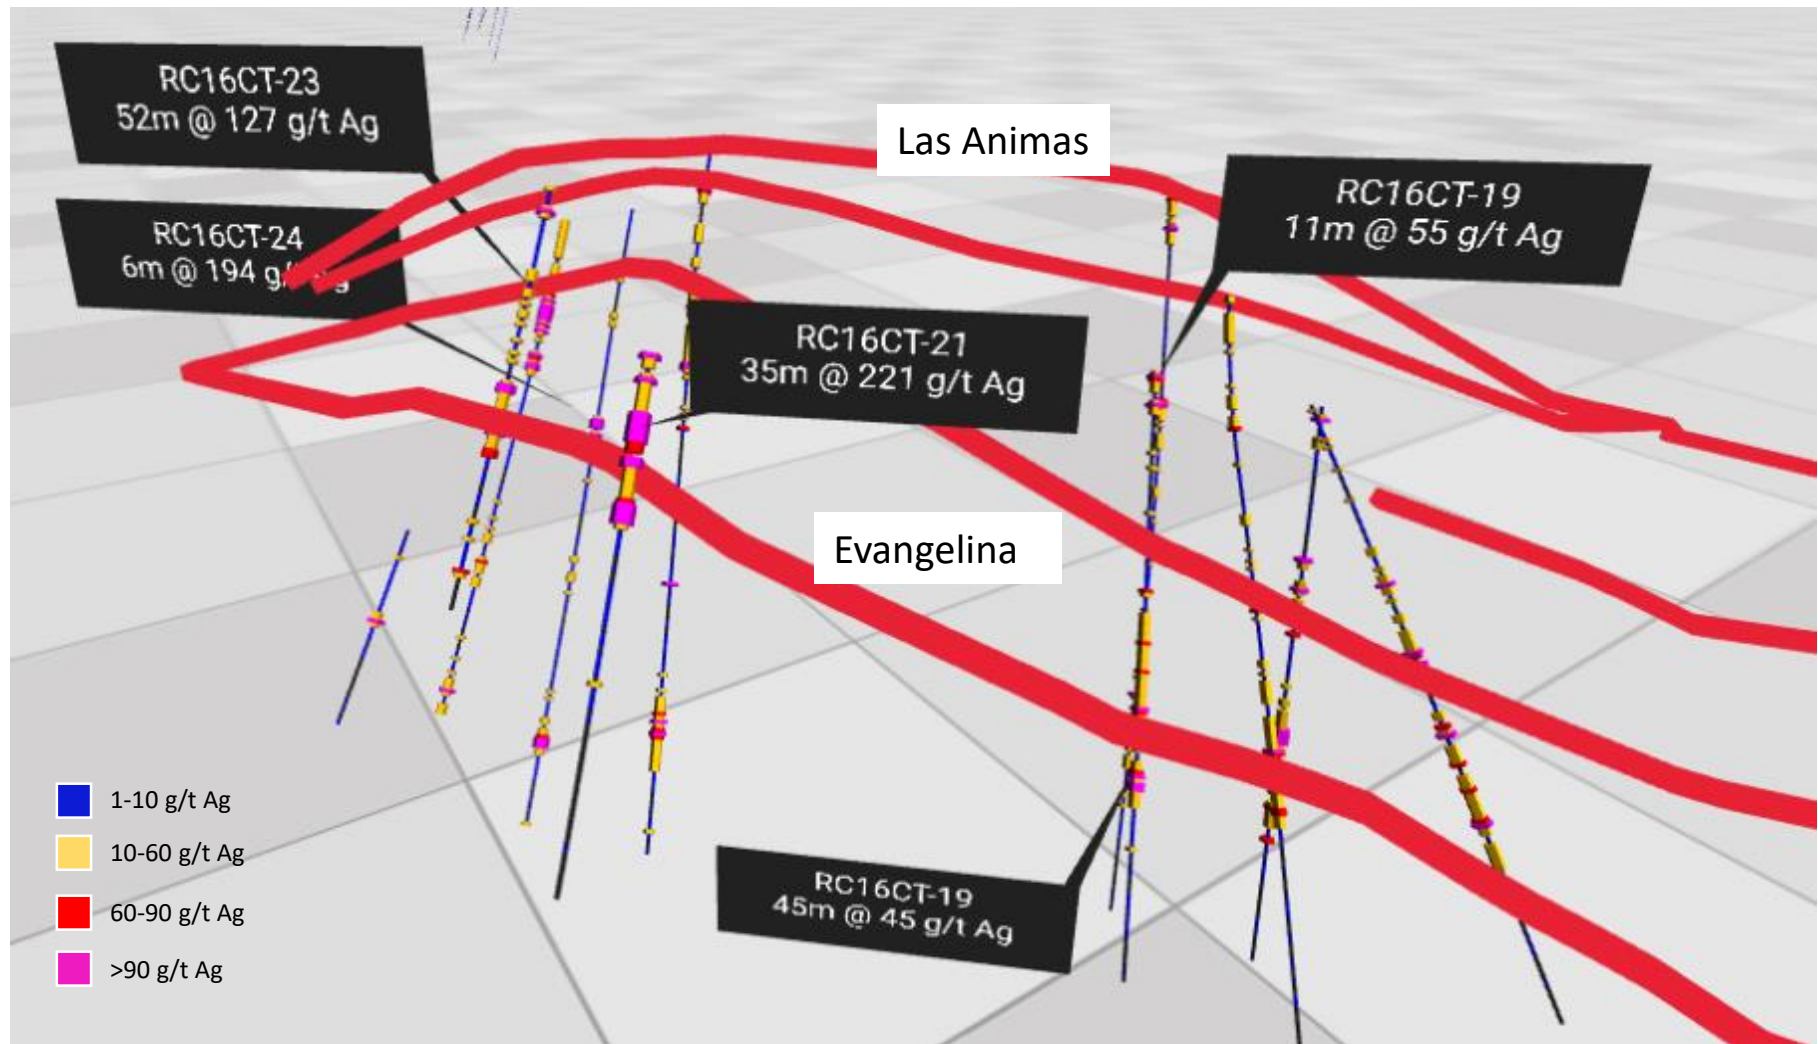 RC16CT-23
52m @ 127 g/t Ag
Las Animas
RC16CT-19
11m @ 55 g/t Ag
RC16CT-24
6m @ 194 g/
RC16CT-21
35m @ 221 g/t Ag
Evangelina
RC16CT-19
45m @ 45 g/t Ag
1-10 g/t Ag
10-60 g/t Ag
60-90 g/t Ag
>90 g/t Ag